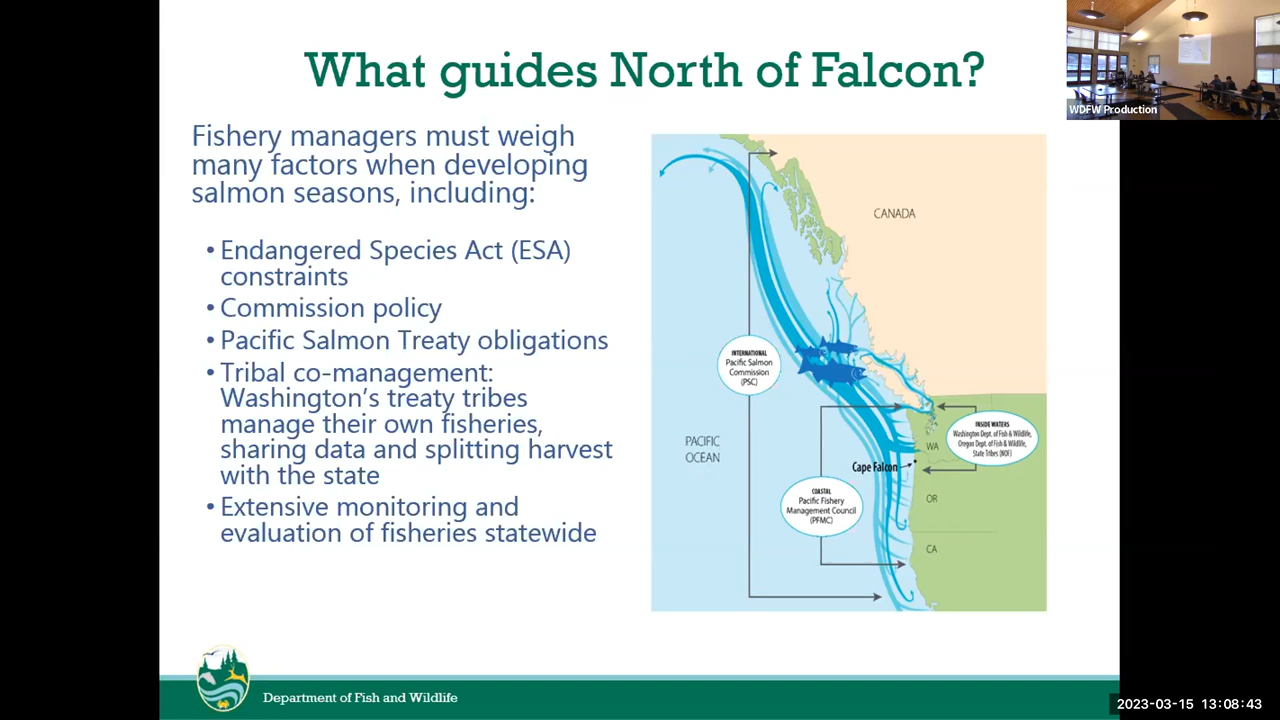 What guides North of Falcon?
WDFW Production
Fishery managers must weigh
many factors when developing
salmon seasons, including:
• Endangered Species Act (ESA)
constraints
• Commission policy
• Pacific Salmon Treaty obligations
• Tribal co-management:
Washington's treaty tribes
manage their own fisheries,
sharing data and splitting harvest
with the state
• Extensive monitoring and
evaluation of fisheries statewide
CANADA
INTERNATIONAL
Pacific Salmon
Commission
(PSC)
PACIFIC
OCEAN
INSIDE WATERS
Washington Dept. of Fish & Wildlife,
Oregon Dept. of Fish & Wildlife,
State Tribes (NOF)
WA
Cape Falcon
OR
COASTAL
Pacific Fishery
Management Council
(PFMC)
CA
Department of Fish and Wildlife
2023-03-15 13:08:43